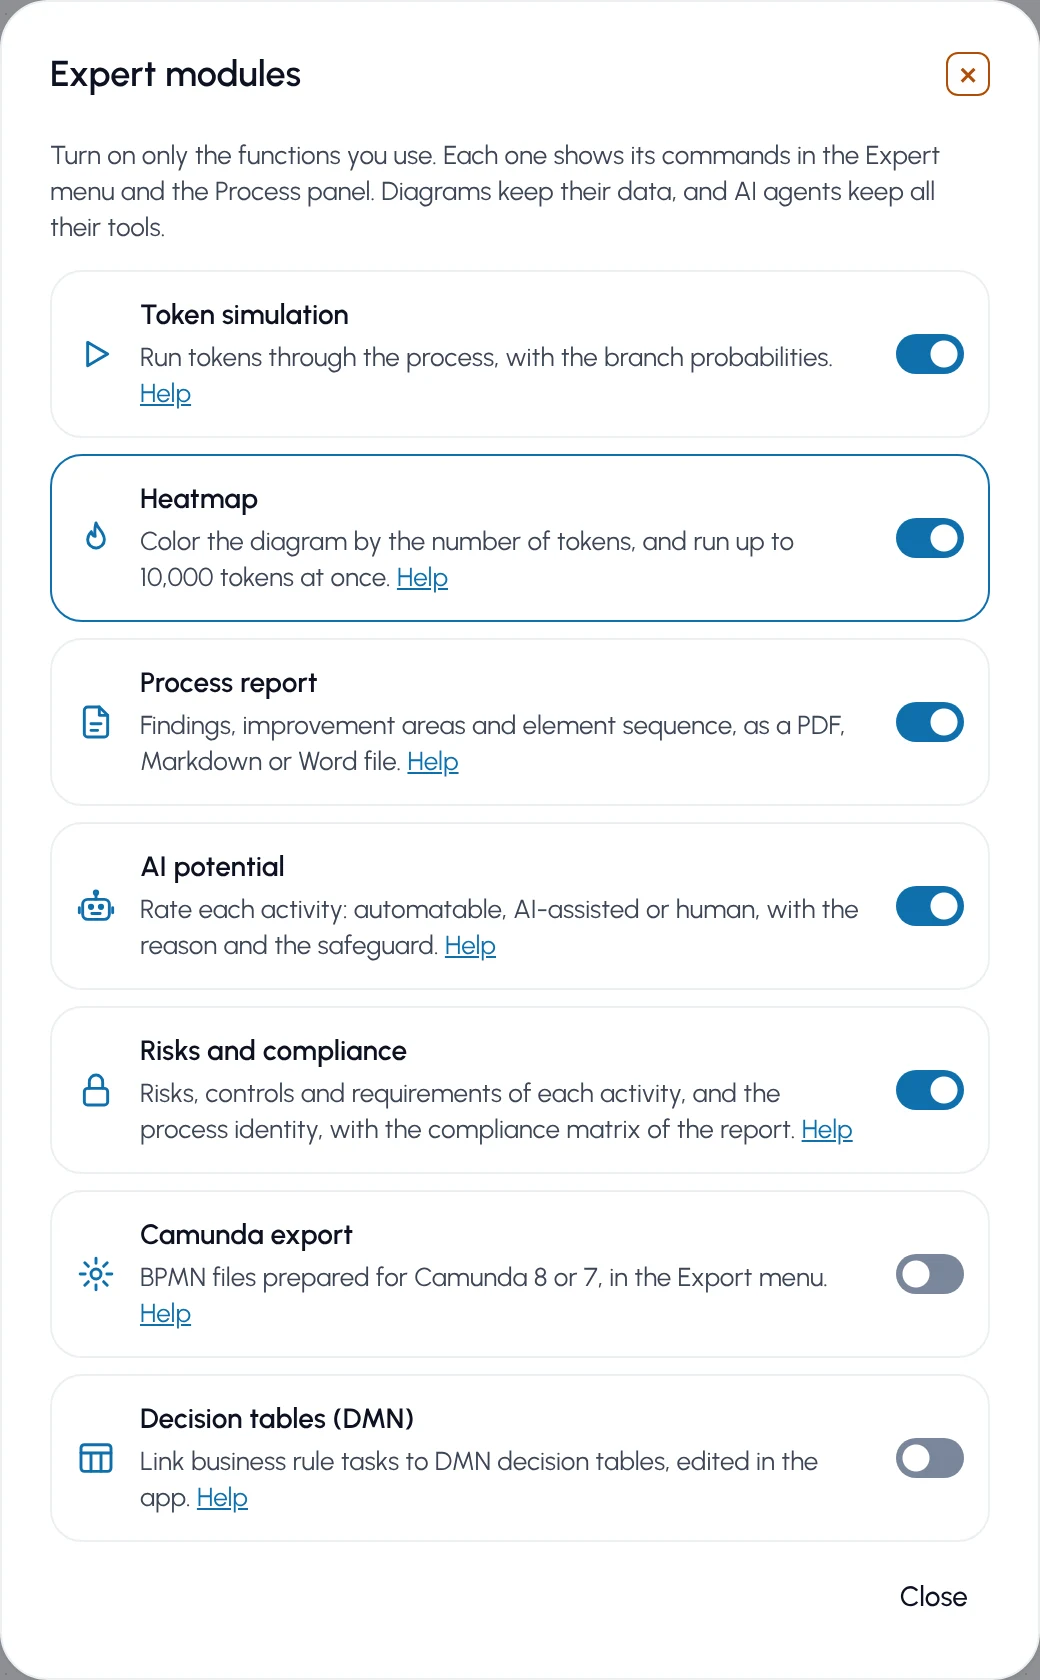 Expert modules
Turn on only the functions you use. Each one shows its commands in the Expert
menu and the Process panel. Diagrams keep their data, and AI agents keep all
their tools.
Token simulation
Run tokens through the process, with the branch probabilities.
Help
Heatmap
Color the diagram by the number of tokens, and run up to
10,000 tokens at once. Help
Process report
Findings, improvement areas and element sequence, as a PDF,
Markdown or Word file. Help
AI potential
Rate each activity: automatable, AI-assisted or human, with the
reason and the safeguard. Help
Risks and compliance
Risks, controls and requirements of each activity, and the
process identity, with the compliance matrix of the report. Help
Camunda export
BPMN files prepared for Camunda 8 or 7, in the Export menu.
Help
Decision tables (DMN)
Link business rule tasks to DMN decision tables, edited in the
app. Help
Close